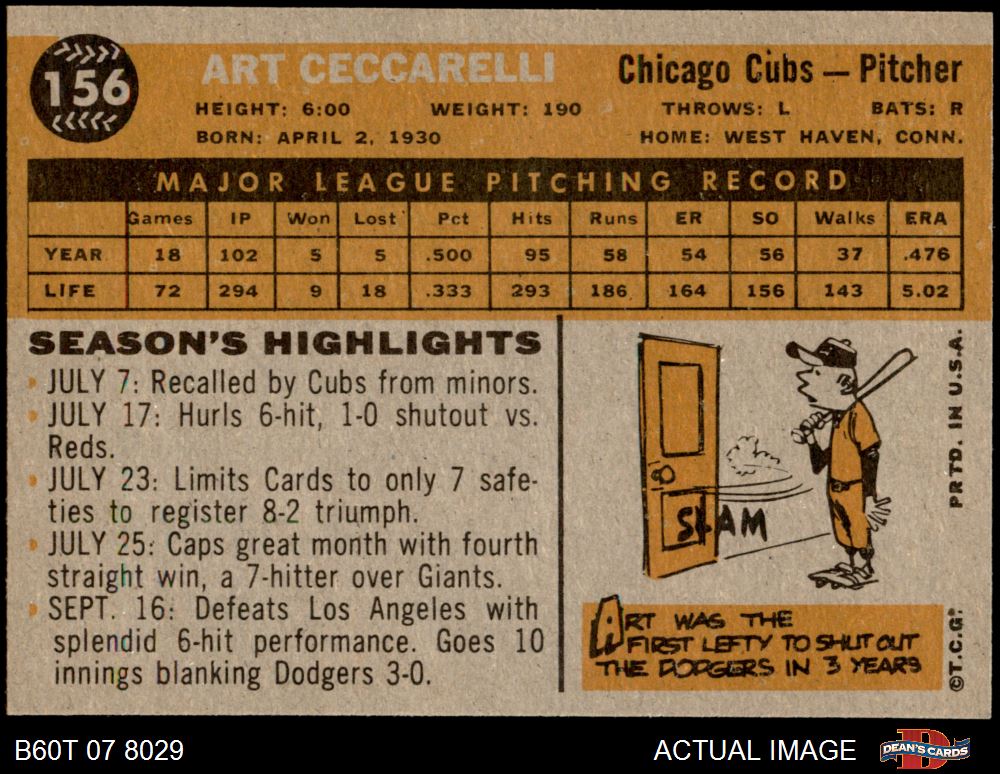 156
ART CECCARELLI
Chicago Cubs — Pitcher
HEIGHT: 6:00 WEIGHT: 190 THROWS: L BATS: R
BORN: APRIL 2, 1930 HOME: WEST HAVEN, CONN.
MAJOR LEAGUE PITCHING RECORD
Games IP Won Lost Pct Hits Runs ER SO Walks ERA
YEAR 18 102 5 5 .500 95 58 54 56 37 .476
LIFE 72 294 9 18 .333 293 186 164 156 143 5.02
SEASON'S HIGHLIGHTS
JULY 7: Recalled by Cubs from minors.
JULY 17: Hurls 6-hit, 1-0 shutout vs.
Reds.
JULY 23: Limits Cards to only 7 safe-
ties to register 8-2 triumph.
JULY 25: Caps great month with fourth
straight win, a 7-hitter over Giants.
SEPT. 16: Defeats Los Angeles with
splendid 6-hit performance. Goes 10
innings blanking Dodgers 3-0.
SLAM
ART WAS THE
FIRST LEFTY TO SHUT OUT
THE DODGERS IN 3 YEARS
©T.C.G. PRTD. IN U.S.A.
B60T 07 8029
ACTUAL IMAGE
DEAN'S CARDS